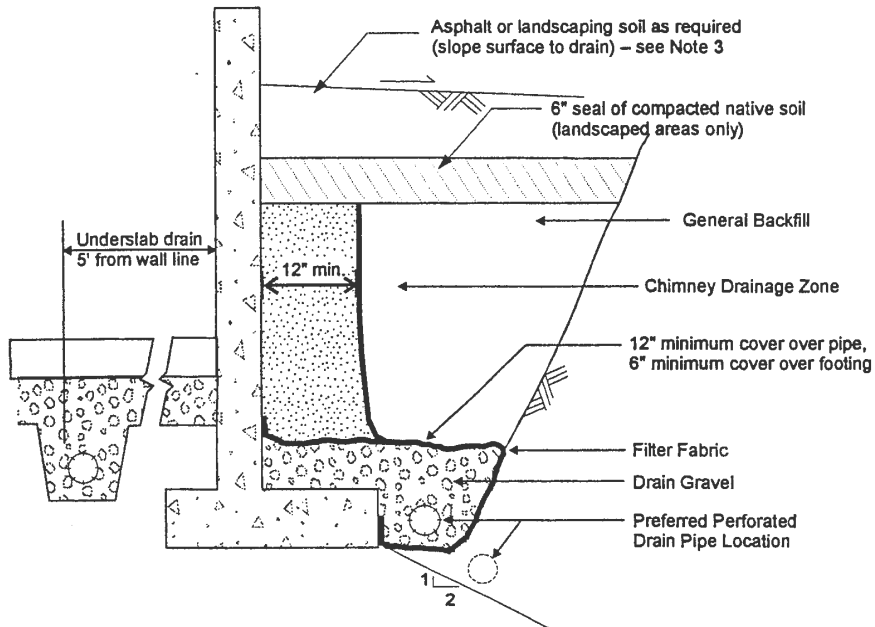 Asphalt or landscaping soil as required
(slope surface to drain) – see Note 3
6" seal of compacted native soil
(landscaped areas only)
General Backfill
Underslab drain
5' from wall line
12" min.
Chimney Drainage Zone
12" minimum cover over pipe,
6" minimum cover over footing
Filter Fabric
Drain Gravel
Preferred Perforated
Drain Pipe Location
1
2